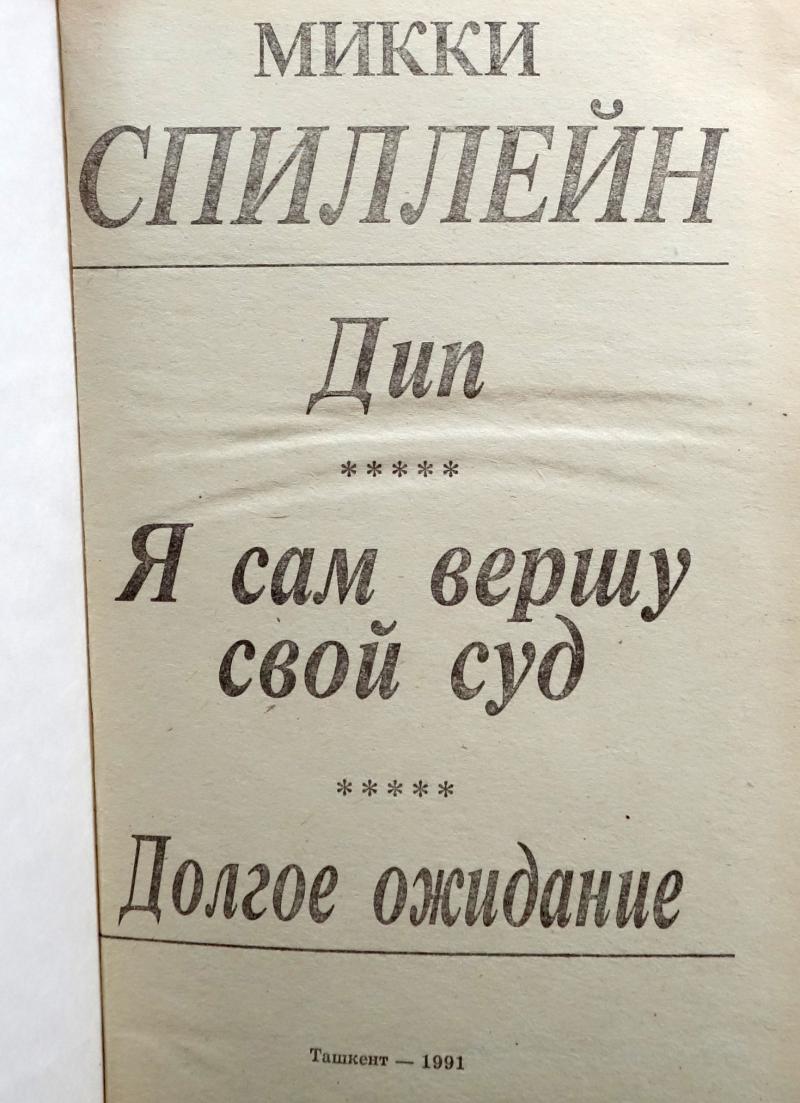 МИККИ
СПИЛЛЕЙН
Дип
*****
Я сам вершу
свой суд
*****
Долгое ожидание
Ташкент — 1991